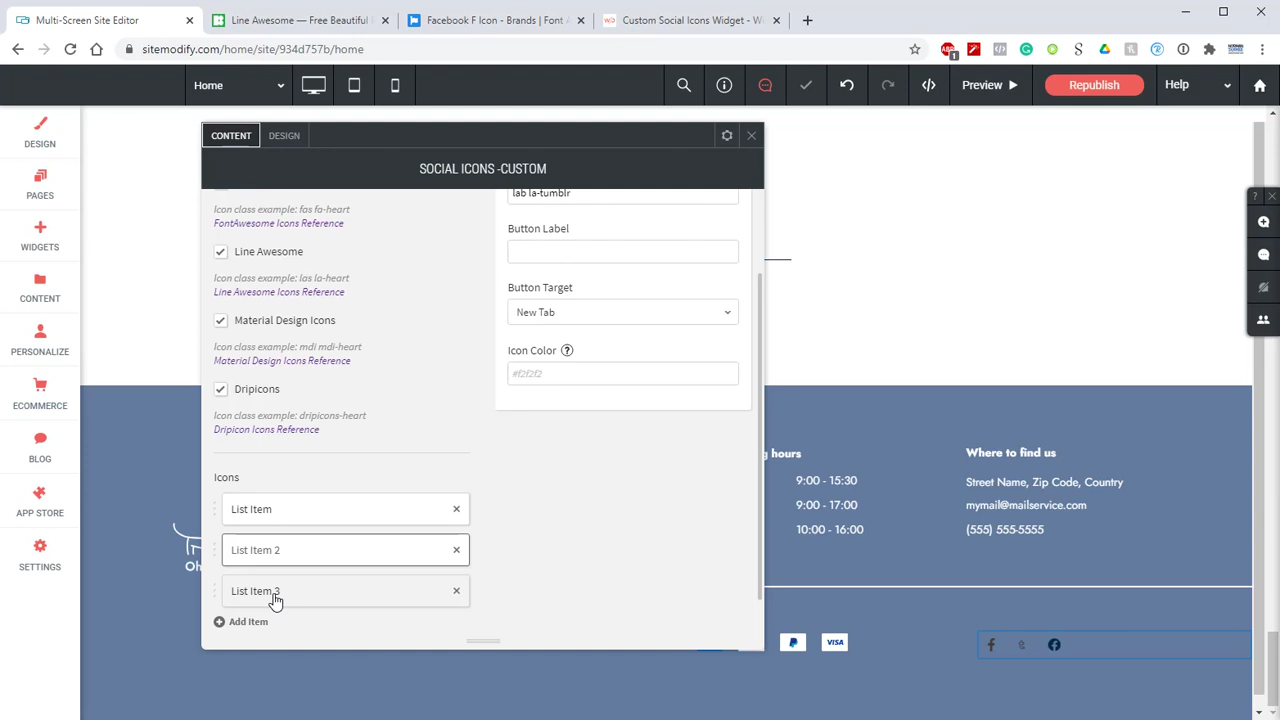 Multi-Screen Site Editor
Line Awesome — Free Beautiful
Facebook F Icon - Brands | Font A
Custom Social Icons Widget - W
sitemodify.com/home/site/934d757b/home
1
Home
Preview
Republish
Help
DESIGN
PAGES
WIDGETS
CONTENT
PERSONALIZE
ECOMMERCE
BLOG
APP STORE
SETTINGS
CONTENT
DESIGN
SOCIAL ICONS -CUSTOM
Icon class example: fas fa-heart
FontAwesome Icons Reference
Line Awesome
Icon class example: las la-heart
Line Awesome Icons Reference
Material Design Icons
Icon class example: mdi mdi-heart
Material Design Icons Reference
Dripicons
Icon class example: dripicons-heart
Dripicon Icons Reference
Icons
List Item
List Item 2
List Item 3
Add Item
lab la-tumblr
Button Label
Button Target
New Tab
Icon Color
#f2f2f2
g hours
9:00 - 15:30
9:00 - 17:00
10:00 - 16:00
Where to find us
Street Name, Zip Code, Country
mymail@mailservice.com
(555) 555-5555
Oh
VISA